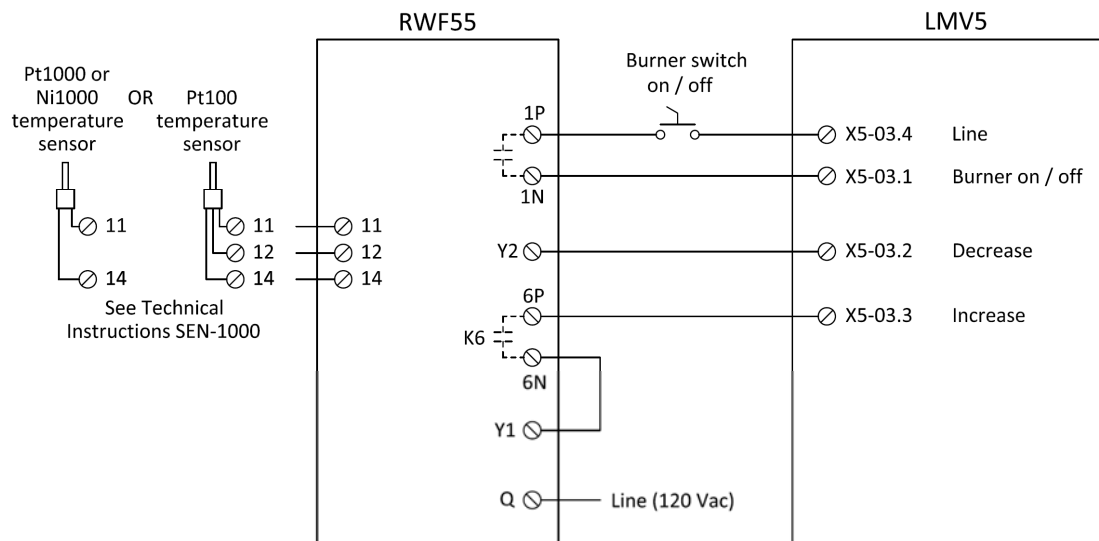 RWF55
LMV5
Pt1000 or
Ni1000
temperature
sensor
OR
Pt100
temperature
sensor
Burner switch
on / off
1P
X5-03.4 Line
1N
X5-03.1 Burner on / off
11
11
11
12
12
14
14
14
Y2
X5-03.2 Decrease
See Technical
Instructions SEN-1000
6P
X5-03.3 Increase
K6
6N
Y1
Q
Line (120 Vac)